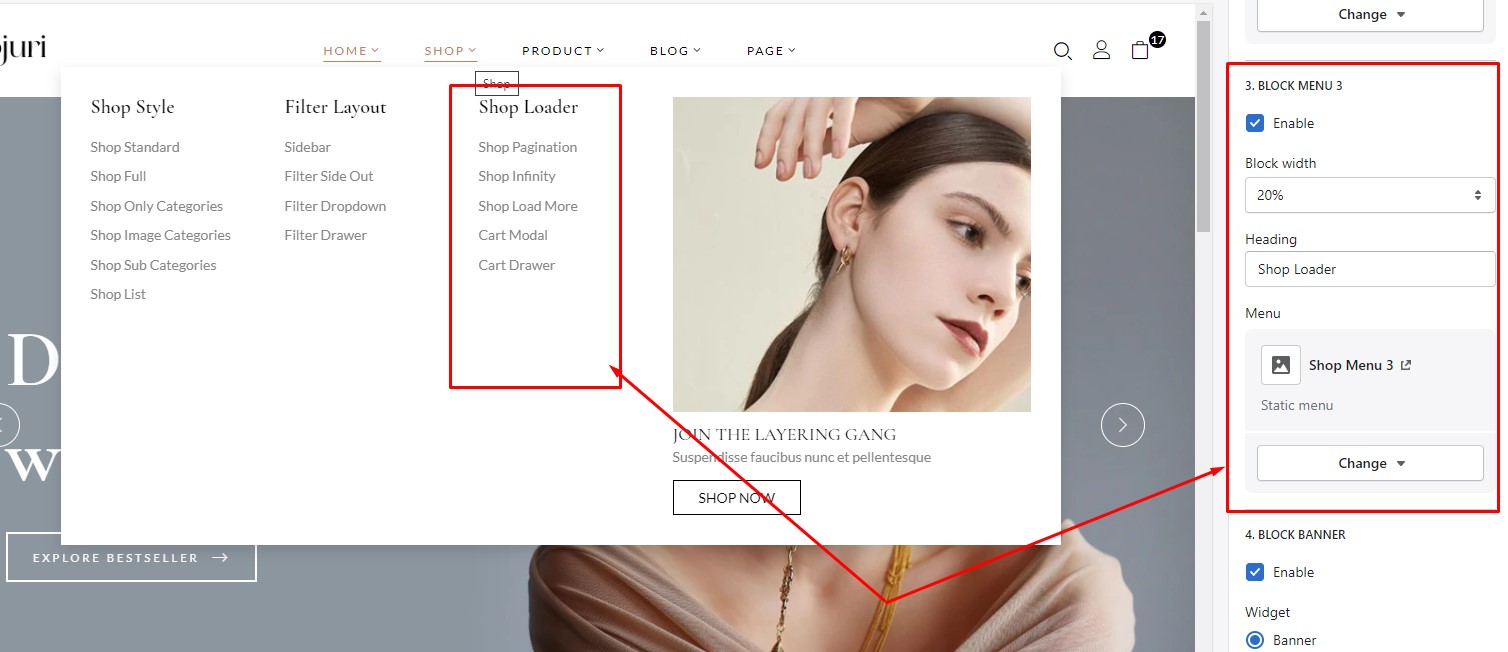 juri
HOME
SHOP
PRODUCT
BLOG
PAGE
17
Shop
Shop Style
Shop Standard
Shop Full
Shop Only Categories
Shop Image Categories
Shop Sub Categories
Shop List
Filter Layout
Sidebar
Filter Side Out
Filter Dropdown
Filter Drawer
Shop Loader
Shop Pagination
Shop Infinity
Shop Load More
Cart Modal
Cart Drawer
JOIN THE LAYERING GANG
Suspendisse faucibus nunc et pellentesque
SHOP NOW
D
w
EXPLORE BESTSELLER
Change
3. BLOCK MENU 3
Enable
Block width
20%
Heading
Shop Loader
Menu
Shop Menu 3
Static menu
Change
4. BLOCK BANNER
Enable
Widget
Banner